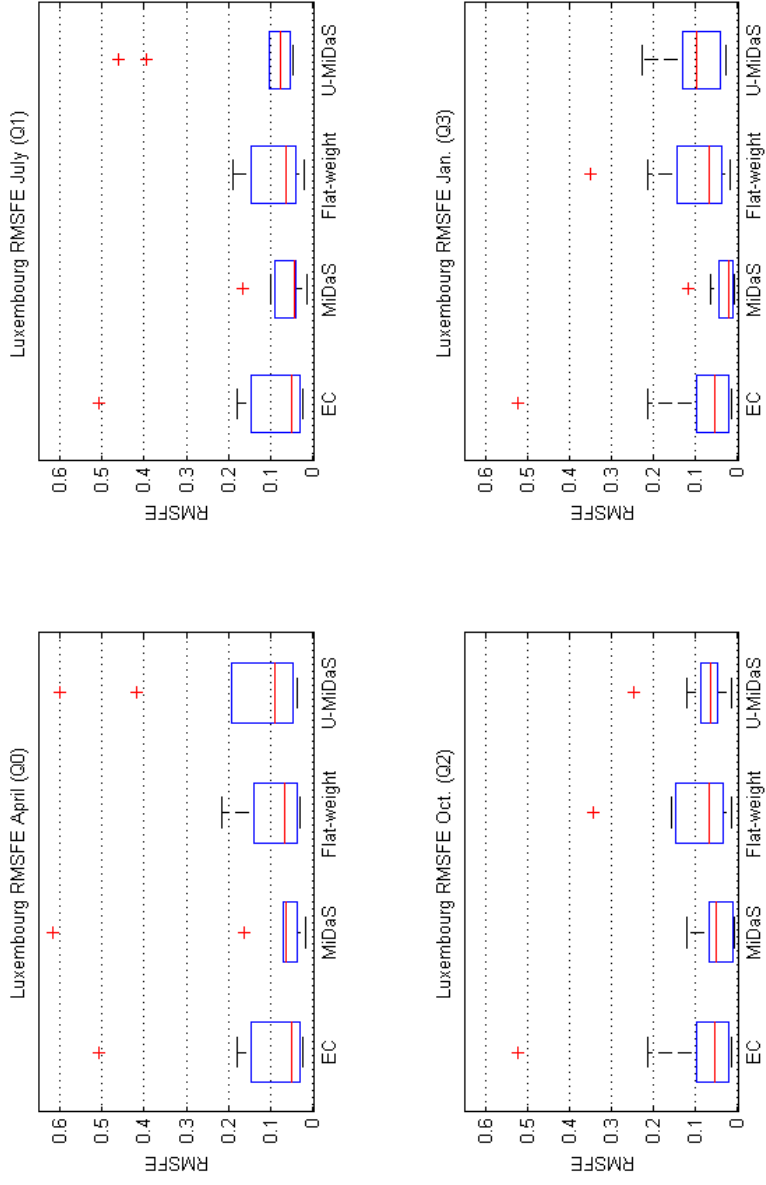 Luxembourg RMSFE April (Q0)
RMSFE
0.6
0.5
0.4
0.3
0.2
0.1
0
EC
MiDaS
Flat-weight
U-MiDaS
Luxembourg RMSFE July (Q1)
RMSFE
0.6
0.5
0.4
0.3
0.2
0.1
0
EC
MiDaS
Flat-weight
U-MiDaS
Luxembourg RMSFE Oct. (Q2)
RMSFE
0.6
0.5
0.4
0.3
0.2
0.1
0
EC
MiDaS
Flat-weight
U-MiDaS
Luxembourg RMSFE Jan. (Q3)
RMSFE
0.6
0.5
0.4
0.3
0.2
0.1
0
EC
MiDaS
Flat-weight
U-MiDaS